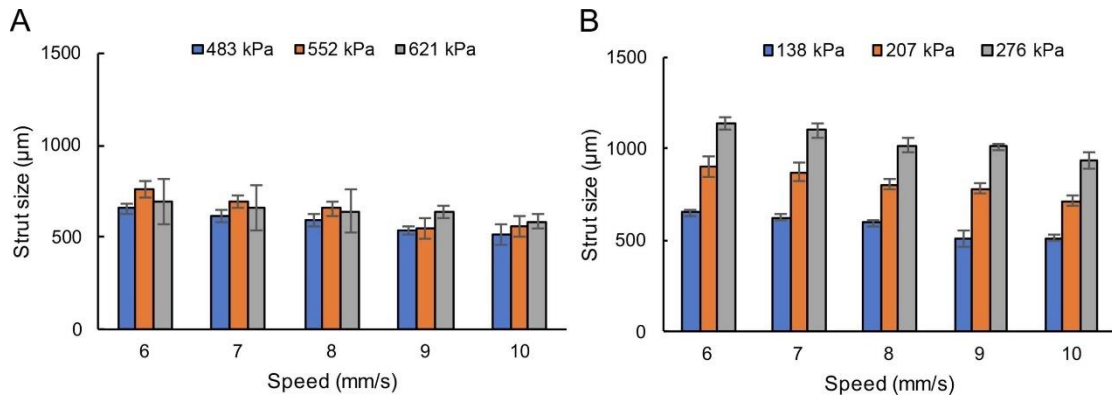 A
483 kPa 552 kPa 621 kPa
1500
1000
500
0
Strut size (µm)
6 7 8 9 10
Speed (mm/s)
B
138 kPa 207 kPa 276 kPa
1500
1000
500
0
Strut size (µm)
6 7 8 9 10
Speed (mm/s)